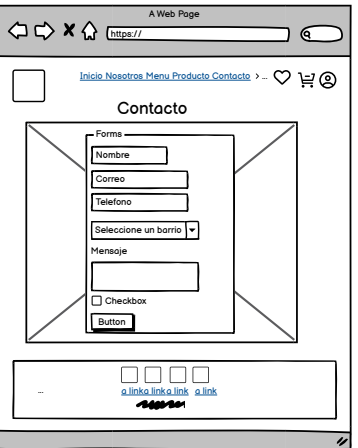 A Web Page
https://
Inicio Nosotros Menu Producto Contacto > ...
Contacto
Forms
Nombre
Correo
Telefono
Seleccione un barrio
Mensaje
Checkbox
Button
... a linka linka link a link